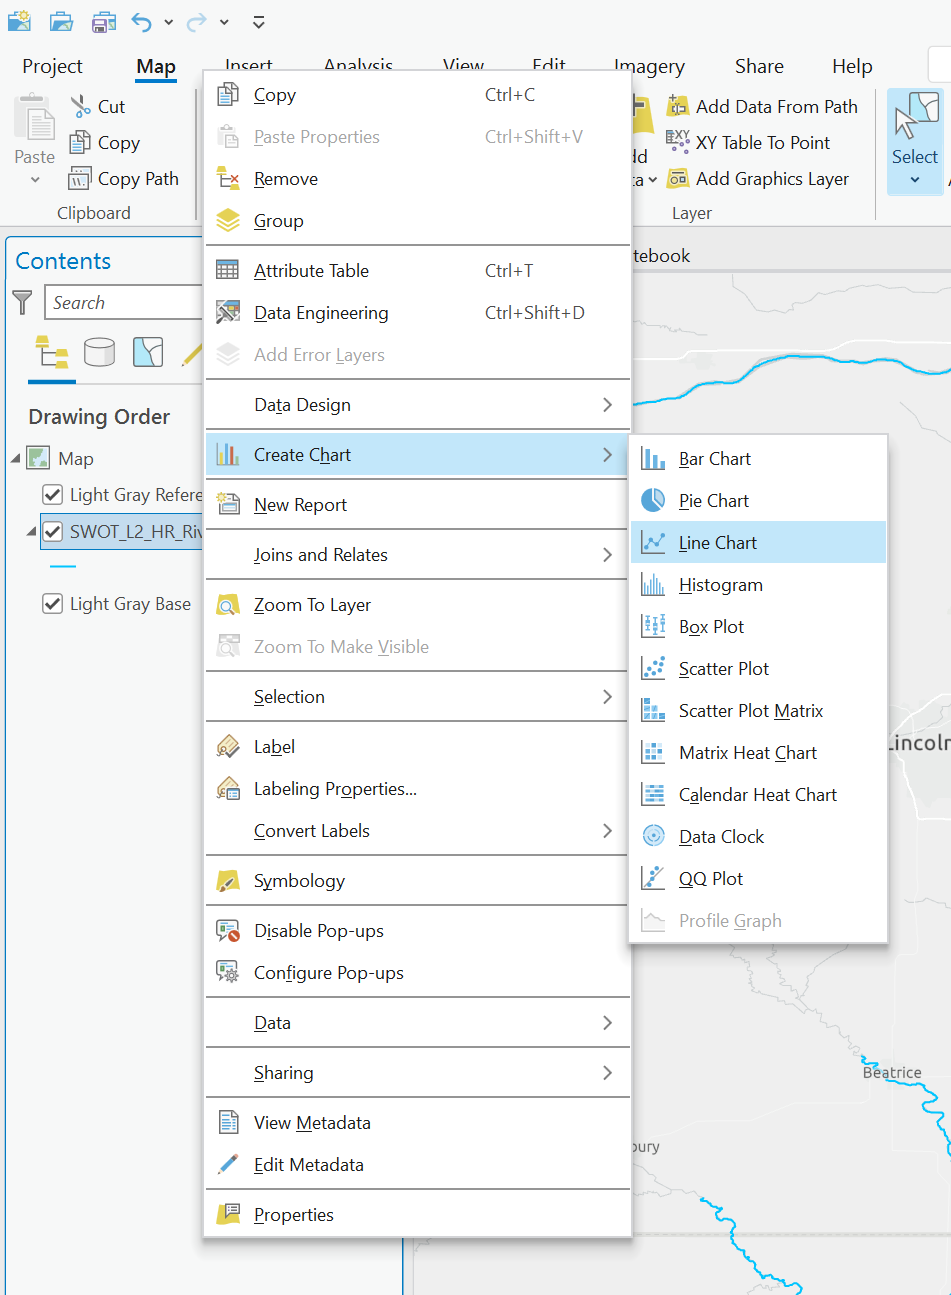 Project
Map
Insert
Analysis
View
Edit
Imagery
Share
Help
Paste
Cut
Copy
Copy Path
Clipboard
Add Data From Path
XY Table To Point
Add Graphics Layer
Layer
Select
Contents
Search
Drawing Order
Map
Light Gray Refere
SWOT_L2_HR_Riv
Light Gray Base
Copy Ctrl+C
Paste Properties Ctrl+Shift+V
Remove
Group
Attribute Table Ctrl+T
Data Engineering Ctrl+Shift+D
Add Error Layers
Data Design
Create Chart
New Report
Joins and Relates
Zoom To Layer
Zoom To Make Visible
Selection
Label
Labeling Properties...
Convert Labels
Symbology
Disable Pop-ups
Configure Pop-ups
Data
Sharing
View Metadata
Edit Metadata
Properties
Bar Chart
Pie Chart
Line Chart
Histogram
Box Plot
Scatter Plot
Scatter Plot Matrix
Matrix Heat Chart
Calendar Heat Chart
Data Clock
QQ Plot
Profile Graph
tebook
Lincoln
Beatrice
bury